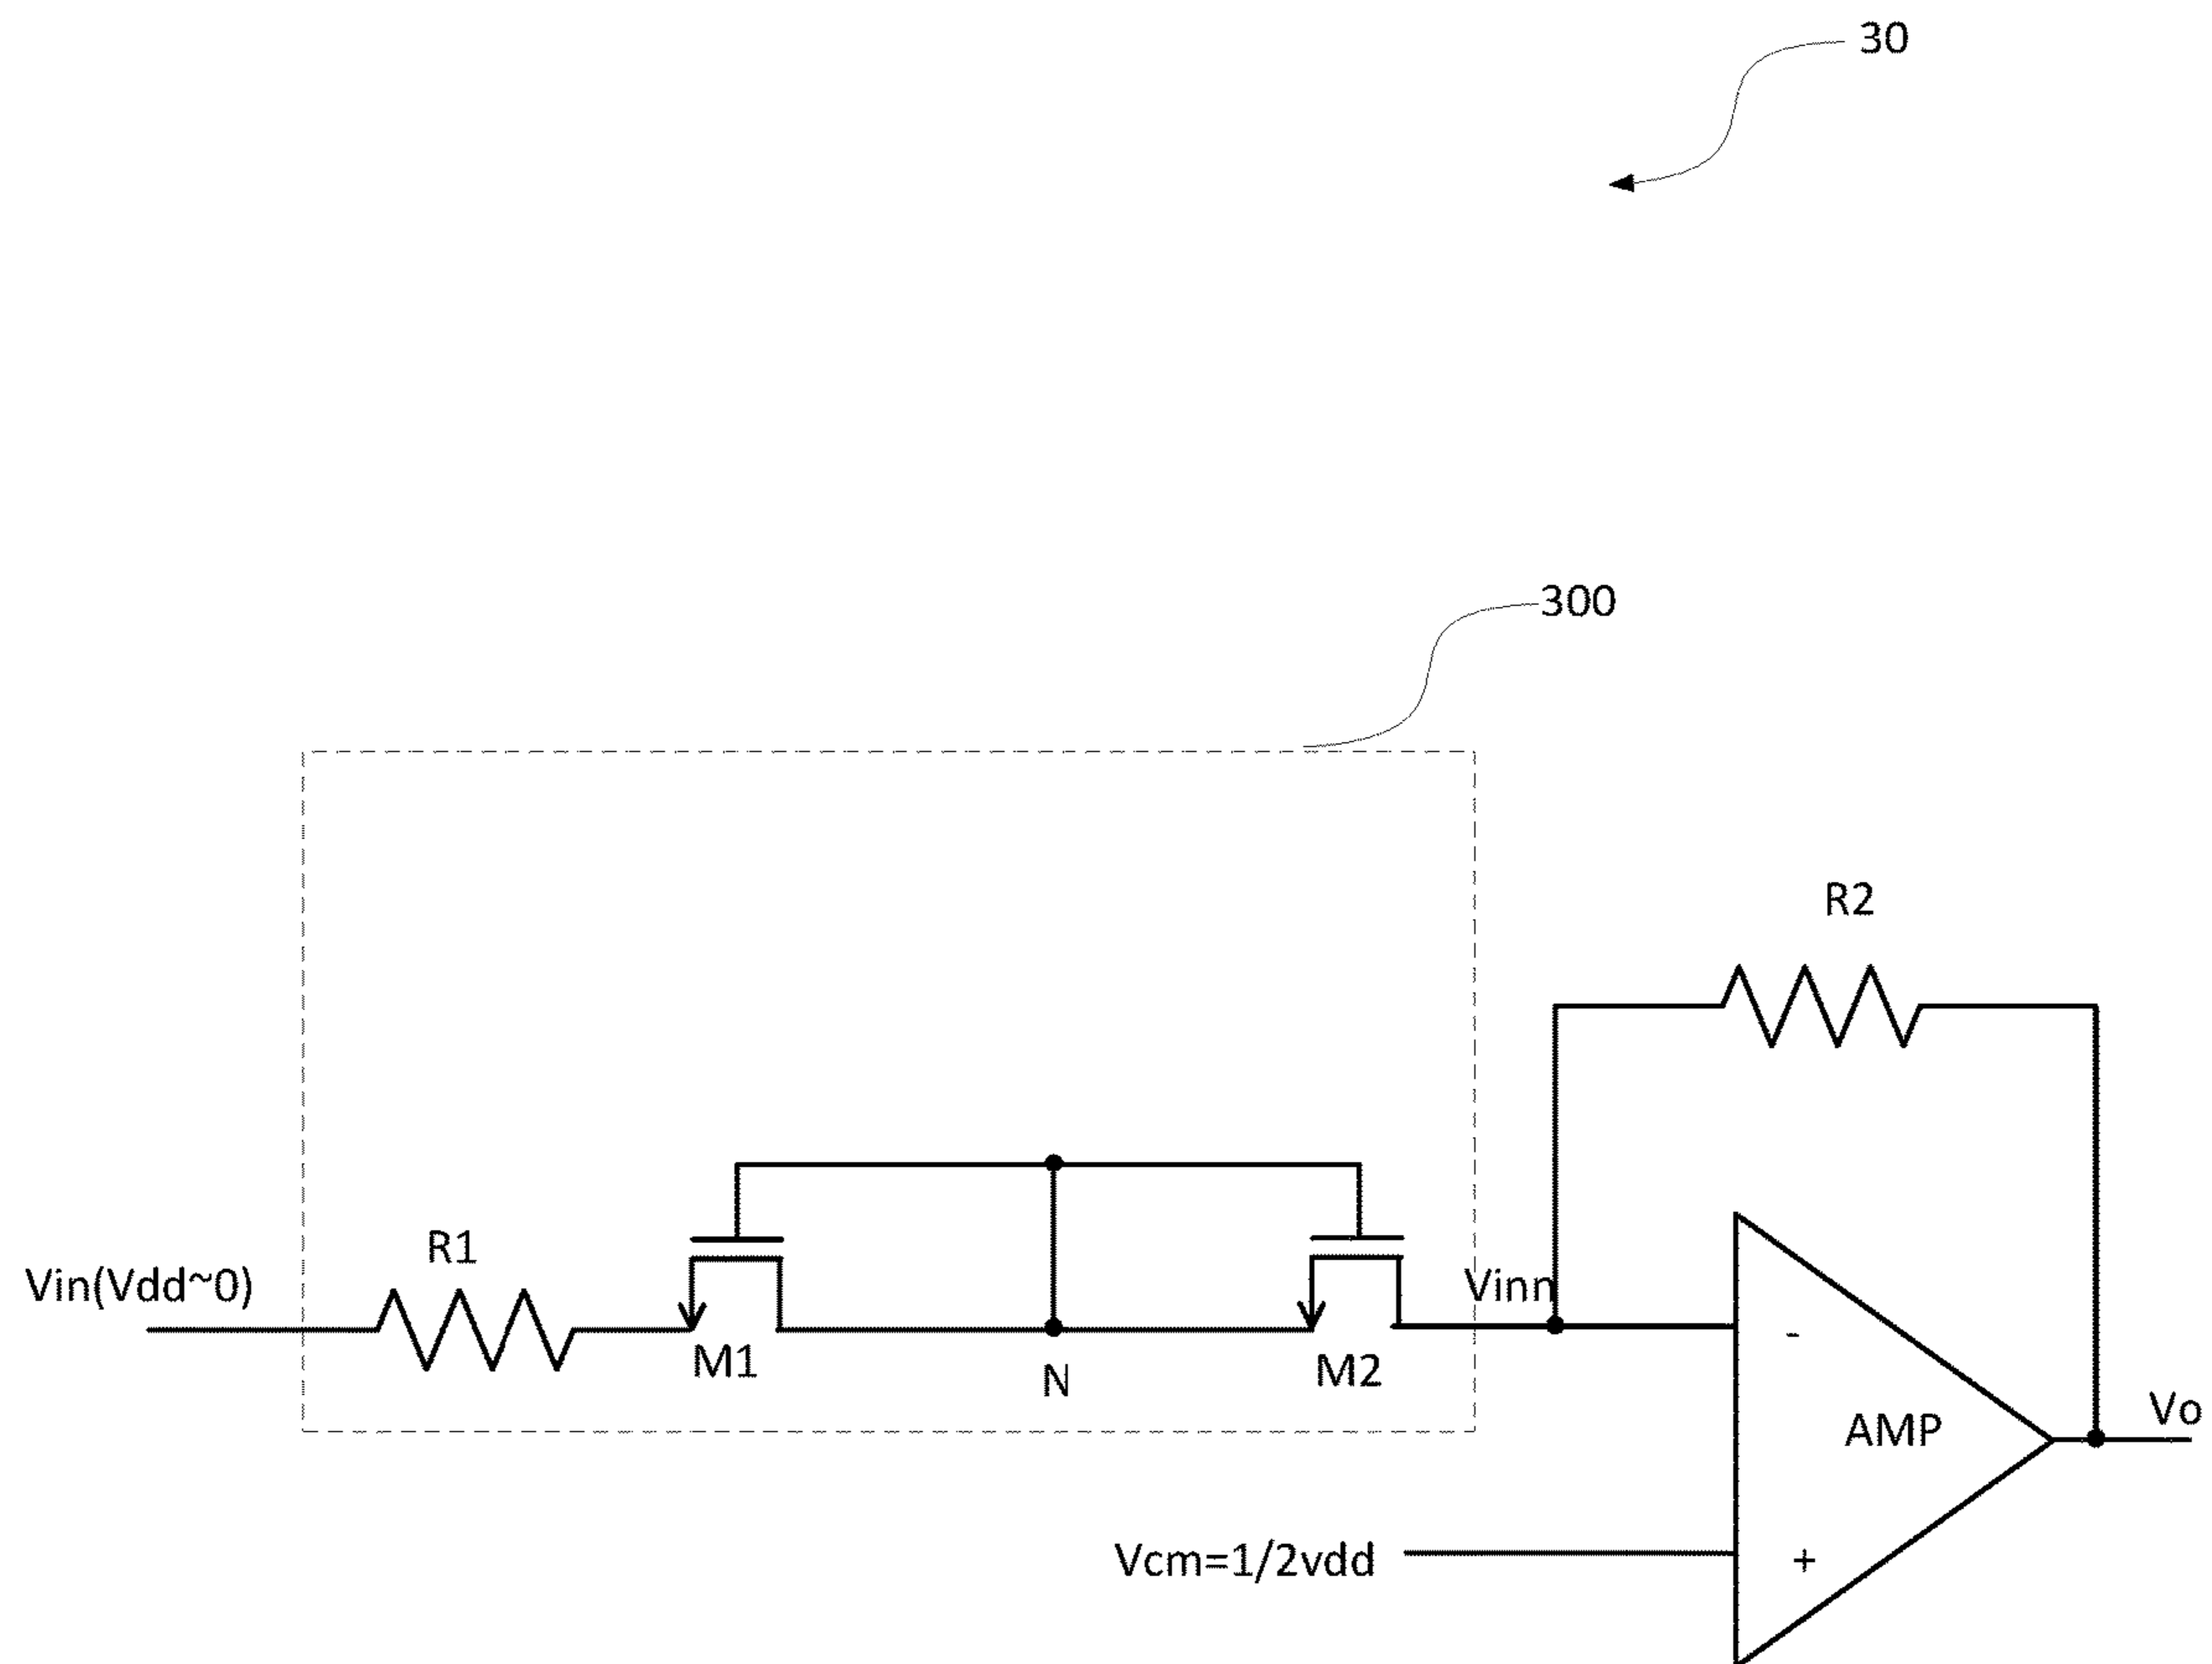 30
300
R2
R1
Vin(Vdd~0)
Vinn
M1
N
M2
-
AMP
Vo
Vcm=1/2vdd
+